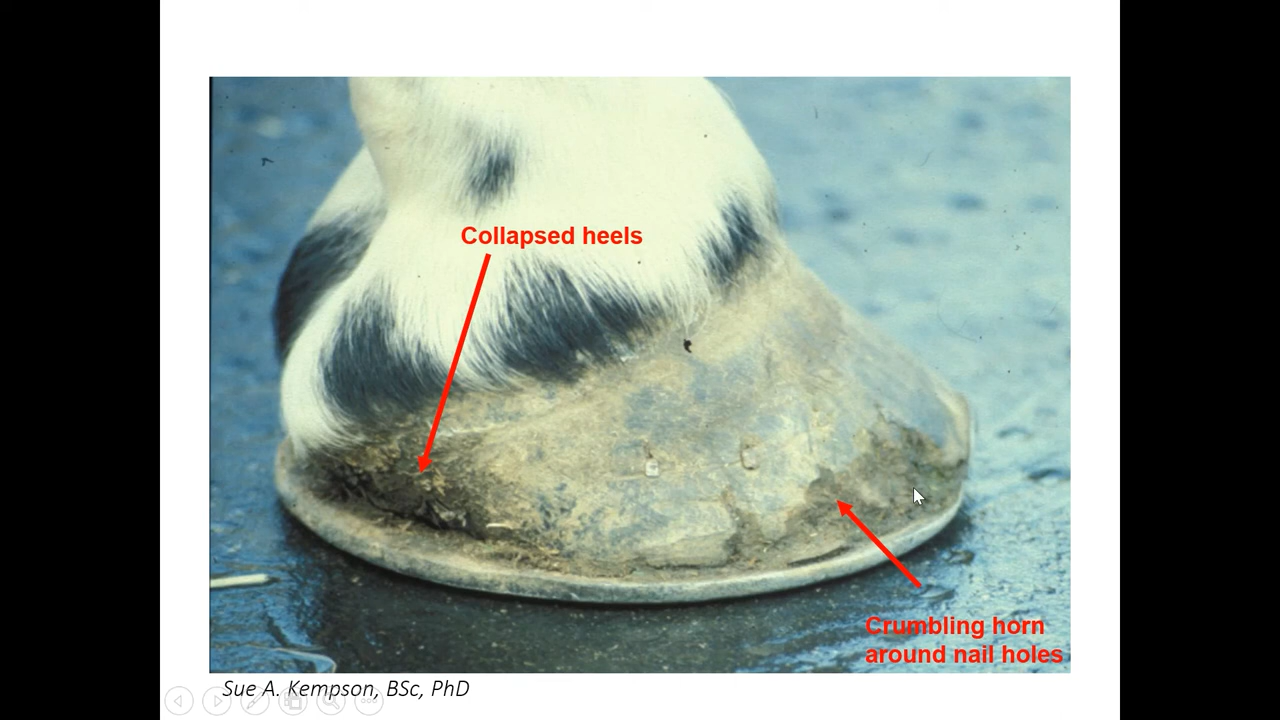 Collapsed heels
Crumbling horn
around nail holes
Sue A. Kempson, BSc, PhD